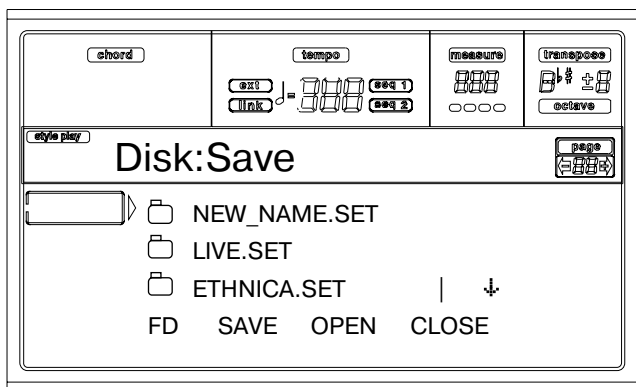 chord tempo measure transpose
ext seq 1
link seq 2
octave
style play
Disk:Save
page
NEW_NAME.SET
LIVE.SET
ETHNICA.SET
FD SAVE OPEN CLOSE